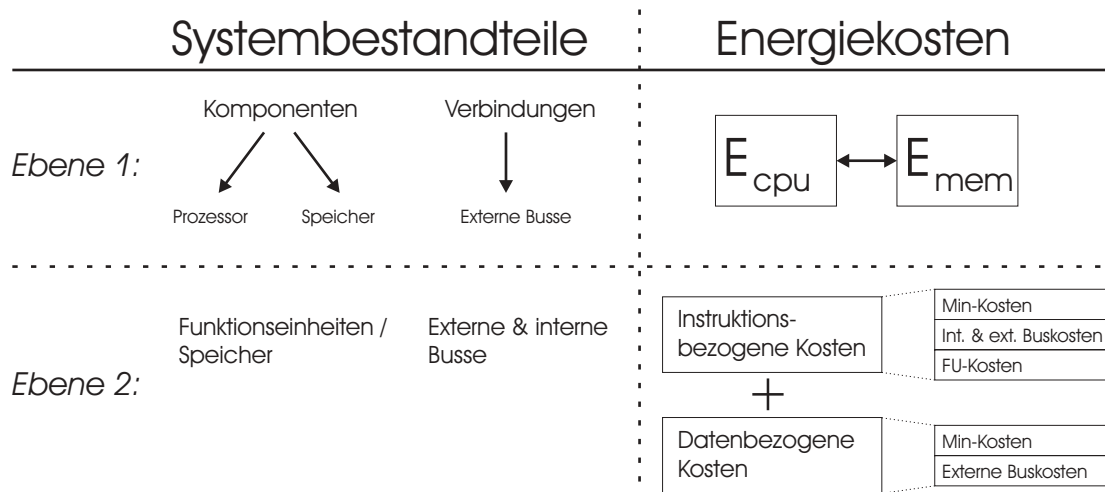 Systembestandteile
Energiekosten
Komponenten
Verbindungen
Ebene 1:
Prozessor
Speicher
Externe Busse
E cpu
E mem
Funktionseinheiten /
Speicher
Externe & interne
Busse
Ebene 2:
Instruktions-
bezogene Kosten
Min-Kosten
Int. & ext. Buskosten
FU-Kosten
+
Datenbezogene
Kosten
Min-Kosten
Externe Buskosten